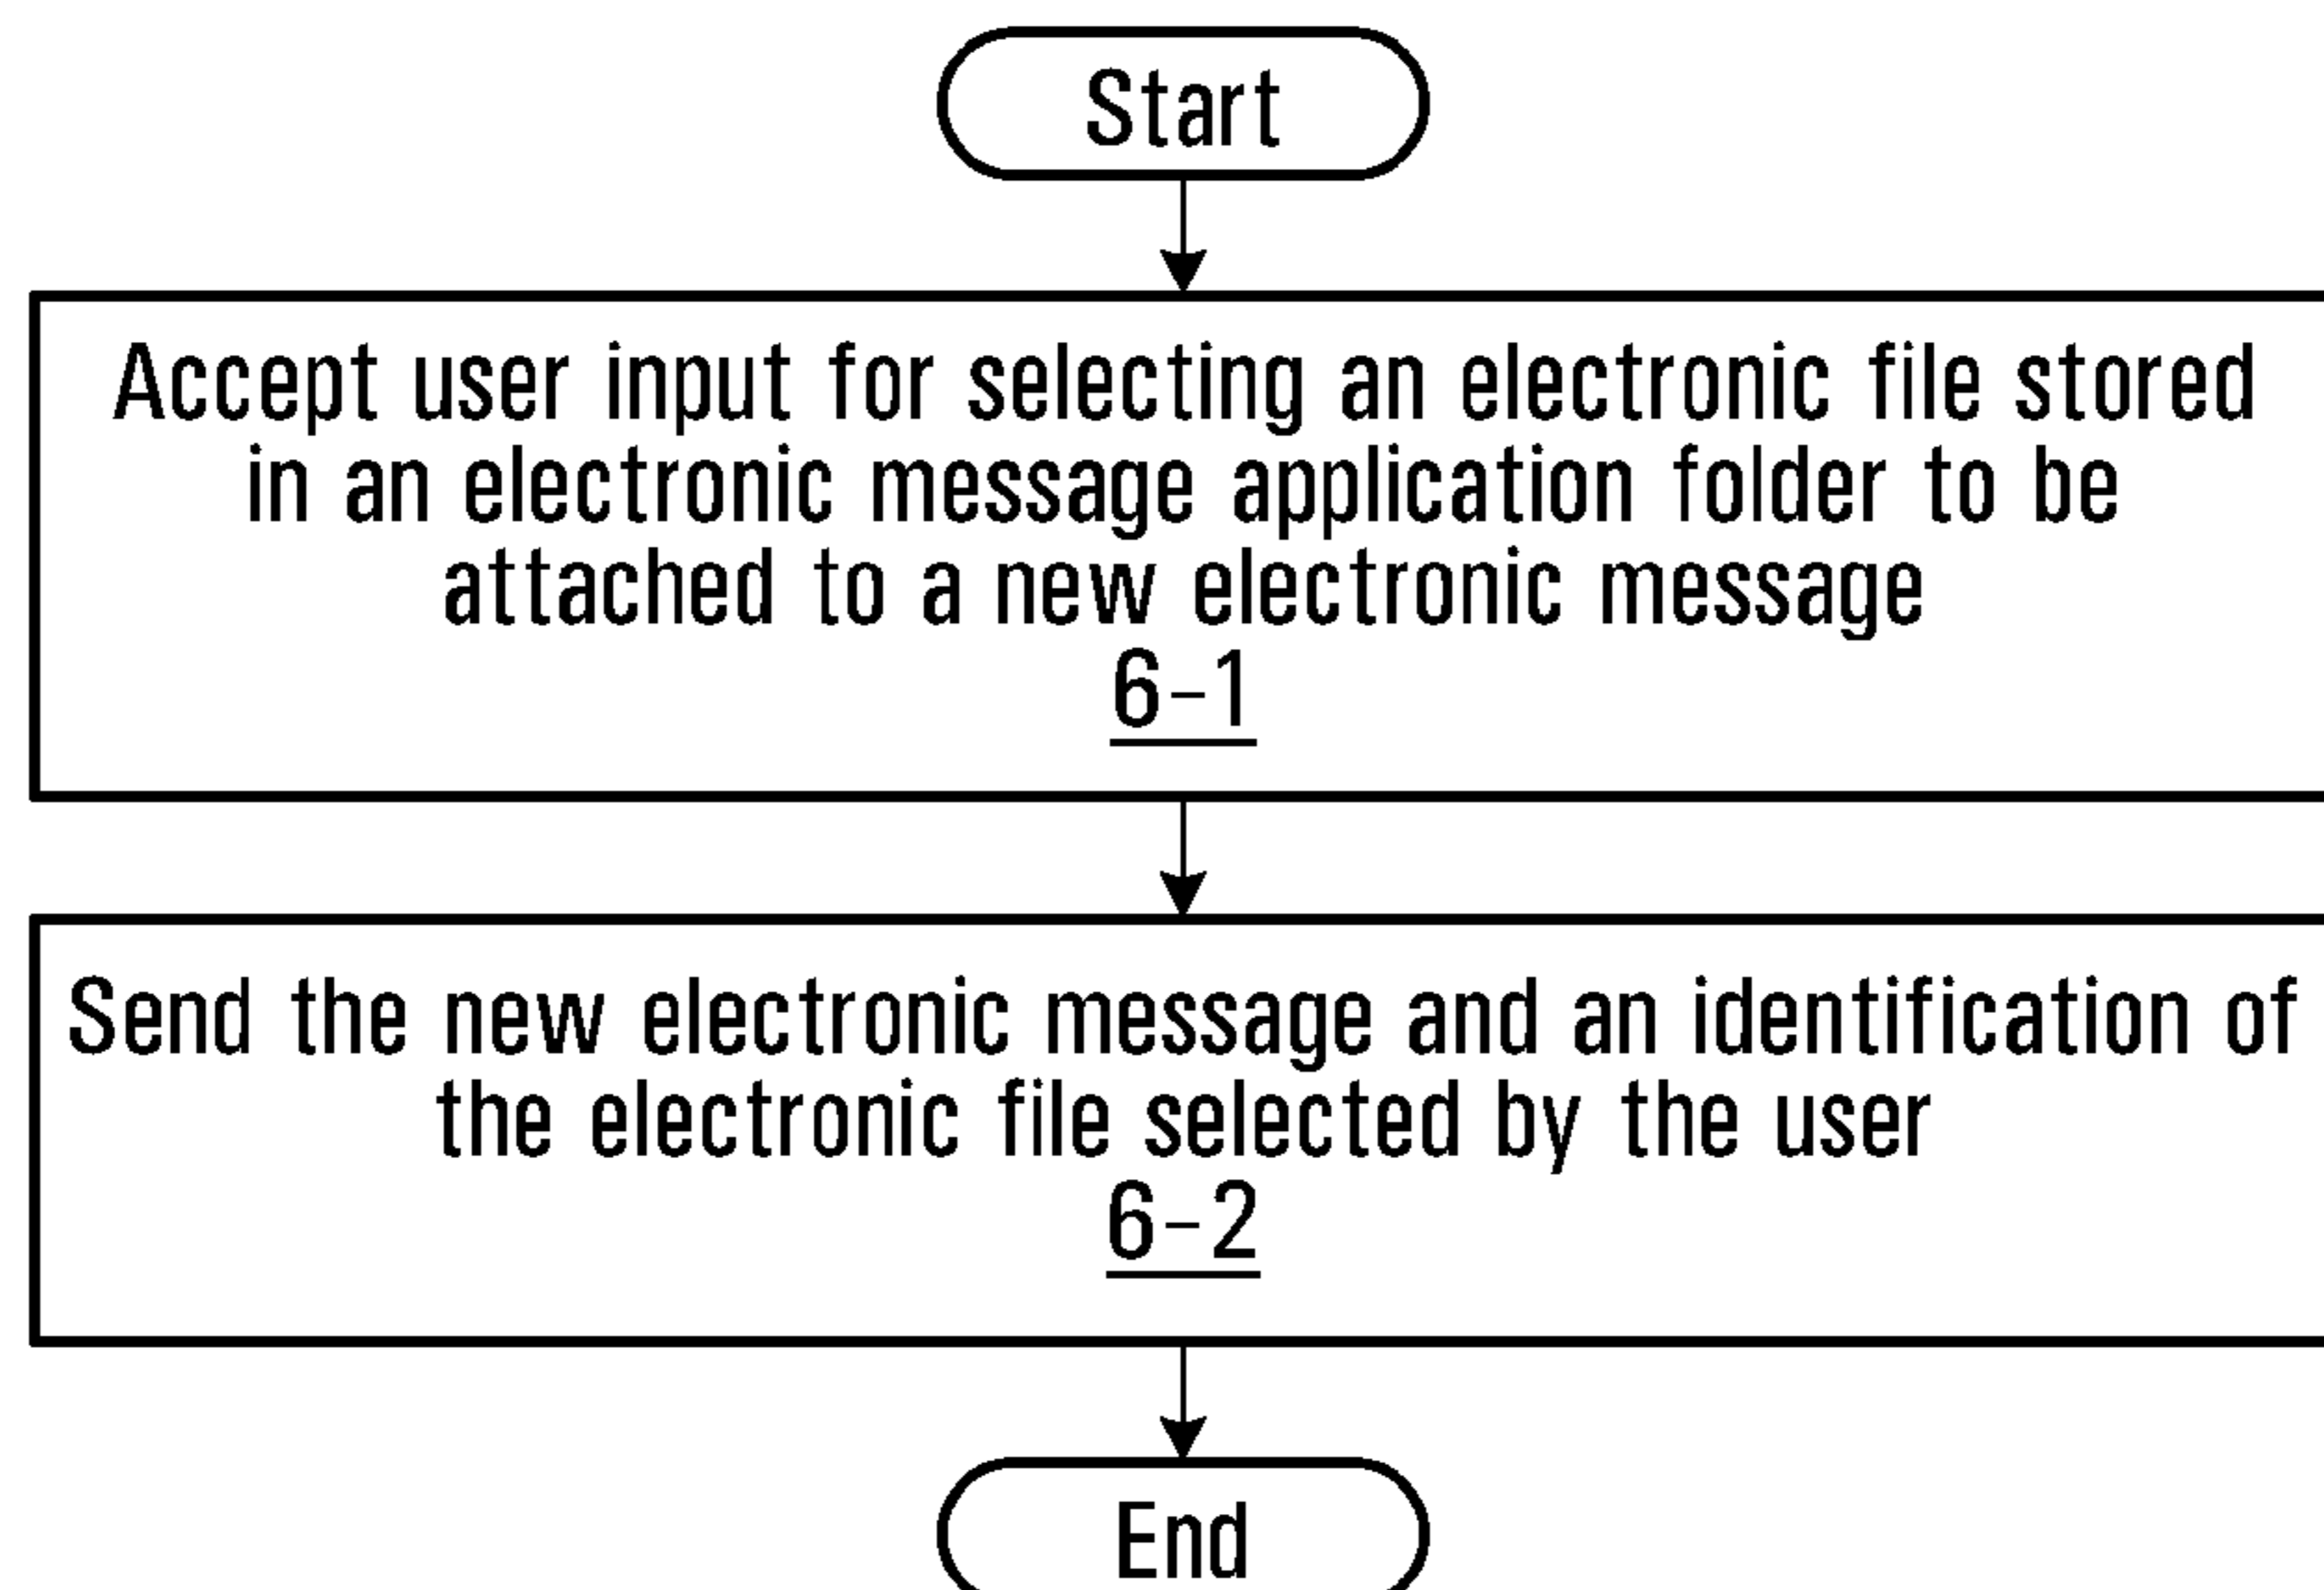 Start
Accept user input for selecting an electronic file stored
in an electronic message application folder to be
attached to a new electronic message
6-1
Send the new electronic message and an identification of
the electronic file selected by the user
6-2
End